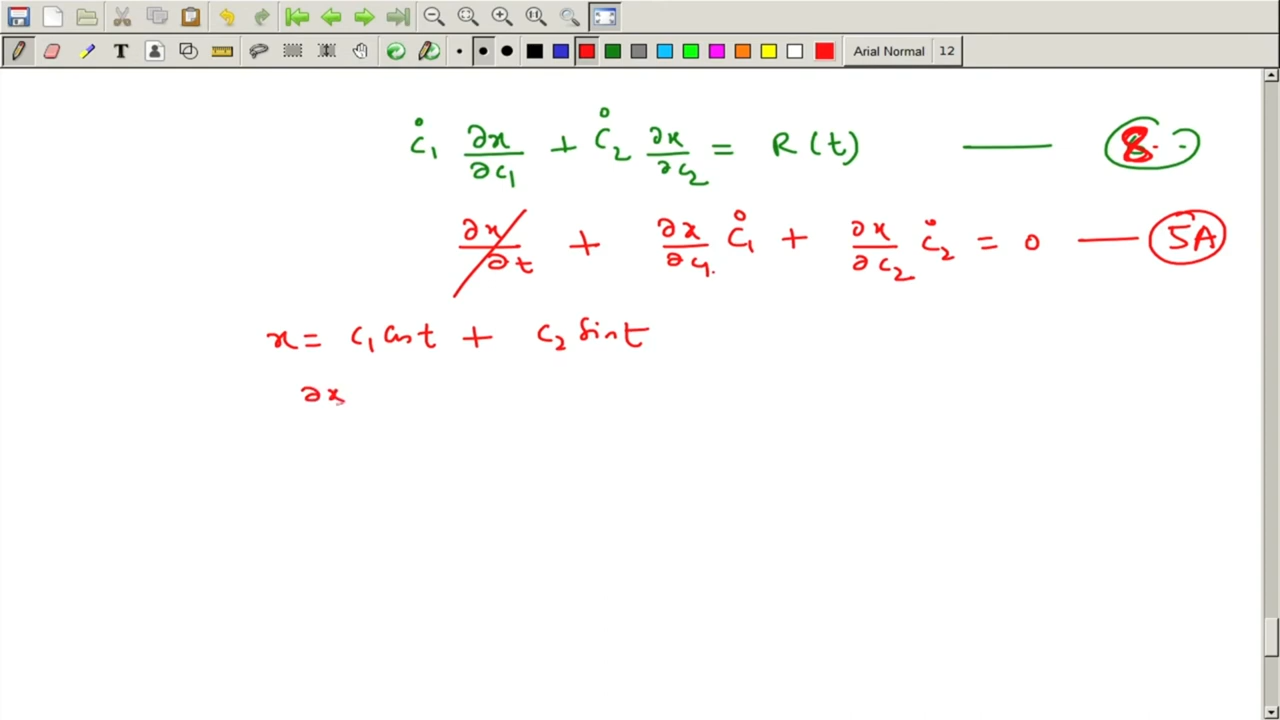 T Arial Normal 12
ċ₁ ∂x/∂c₁ + ċ₂ ∂x/∂c₂ = R(t) —— 8
∂x/∂t + ∂x/∂c₁ ċ₁ + ∂x/∂c₂ ċ₂ = 0 —— 5A
x = c₁ cos t + c₂ sin t
∂x